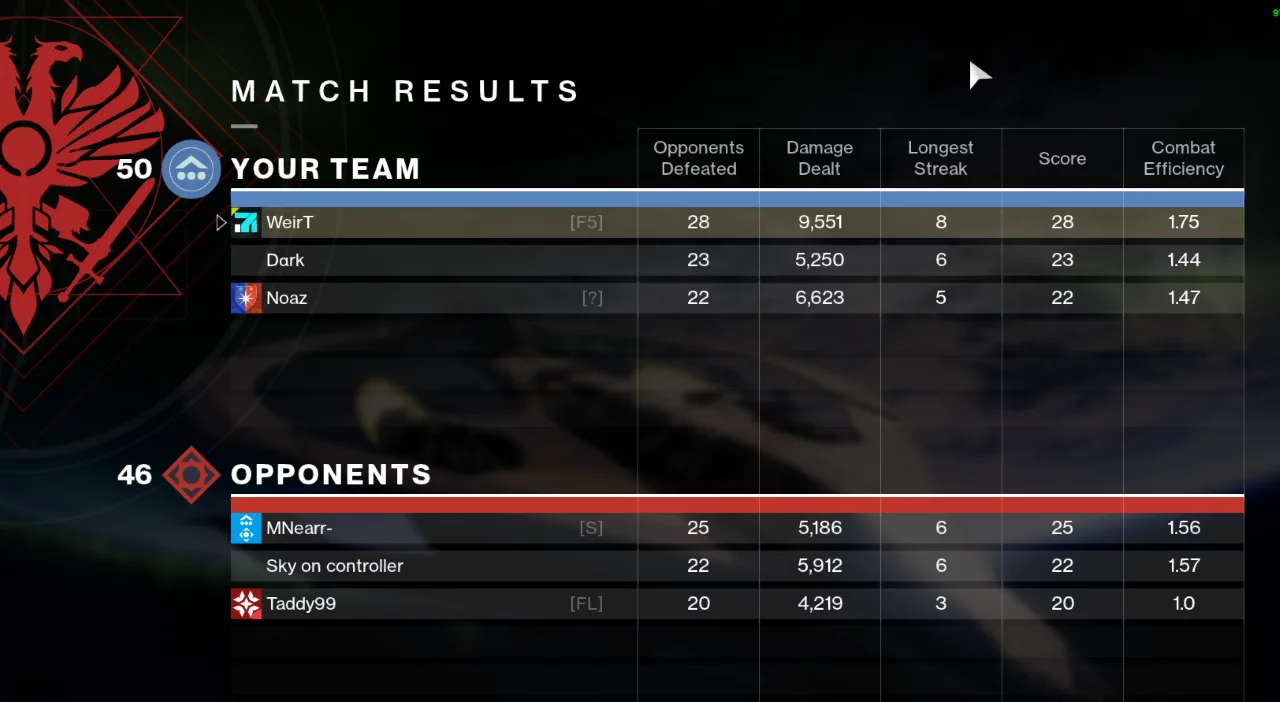 MATCH RESULTS
Opponents Defeated Damage Dealt Longest Streak Score Combat Efficiency
50 YOUR TEAM
WeirT [F5] 28 9,551 8 28 1.75
Dark 23 5,250 6 23 1.44
Noaz [?] 22 6,623 5 22 1.47
46 OPPONENTS
MNearr- [S] 25 5,186 6 25 1.56
Sky on controller 22 5,912 6 22 1.57
Taddy99 [FL] 20 4,219 3 20 1.0